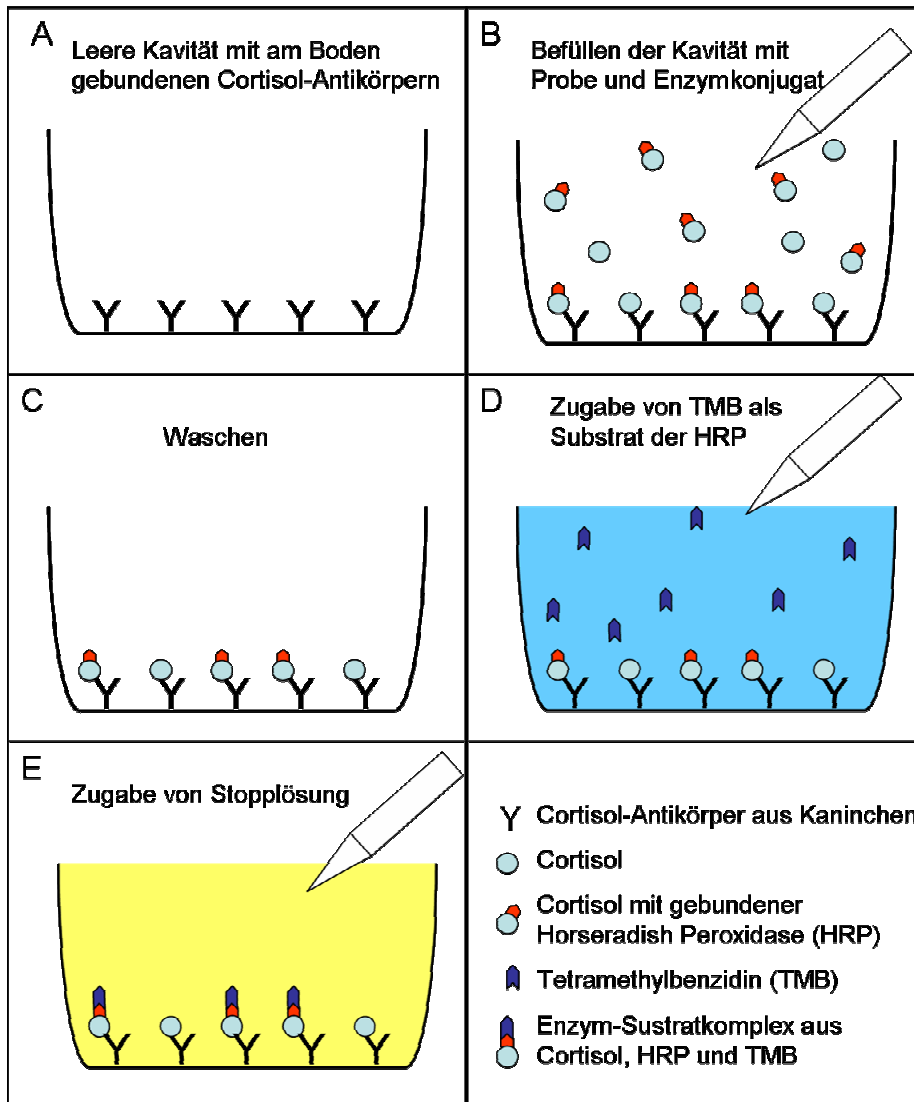 A
Leere Kavität mit am Boden
gebundenen Cortisol-Antikörpern
B
Befüllen der Kavität mit
Probe und Enzymkonjugat
C
Waschen
D
Zugabe von TMB als
Substrat der HRP
E
Zugabe von Stopplösung
Cortisol-Antikörper aus Kaninchen
Cortisol
Cortisol mit gebundener
Horseradish Peroxidase (HRP)
Tetramethylbenzidin (TMB)
Enzym-Sustratkomplex aus
Cortisol, HRP und TMB